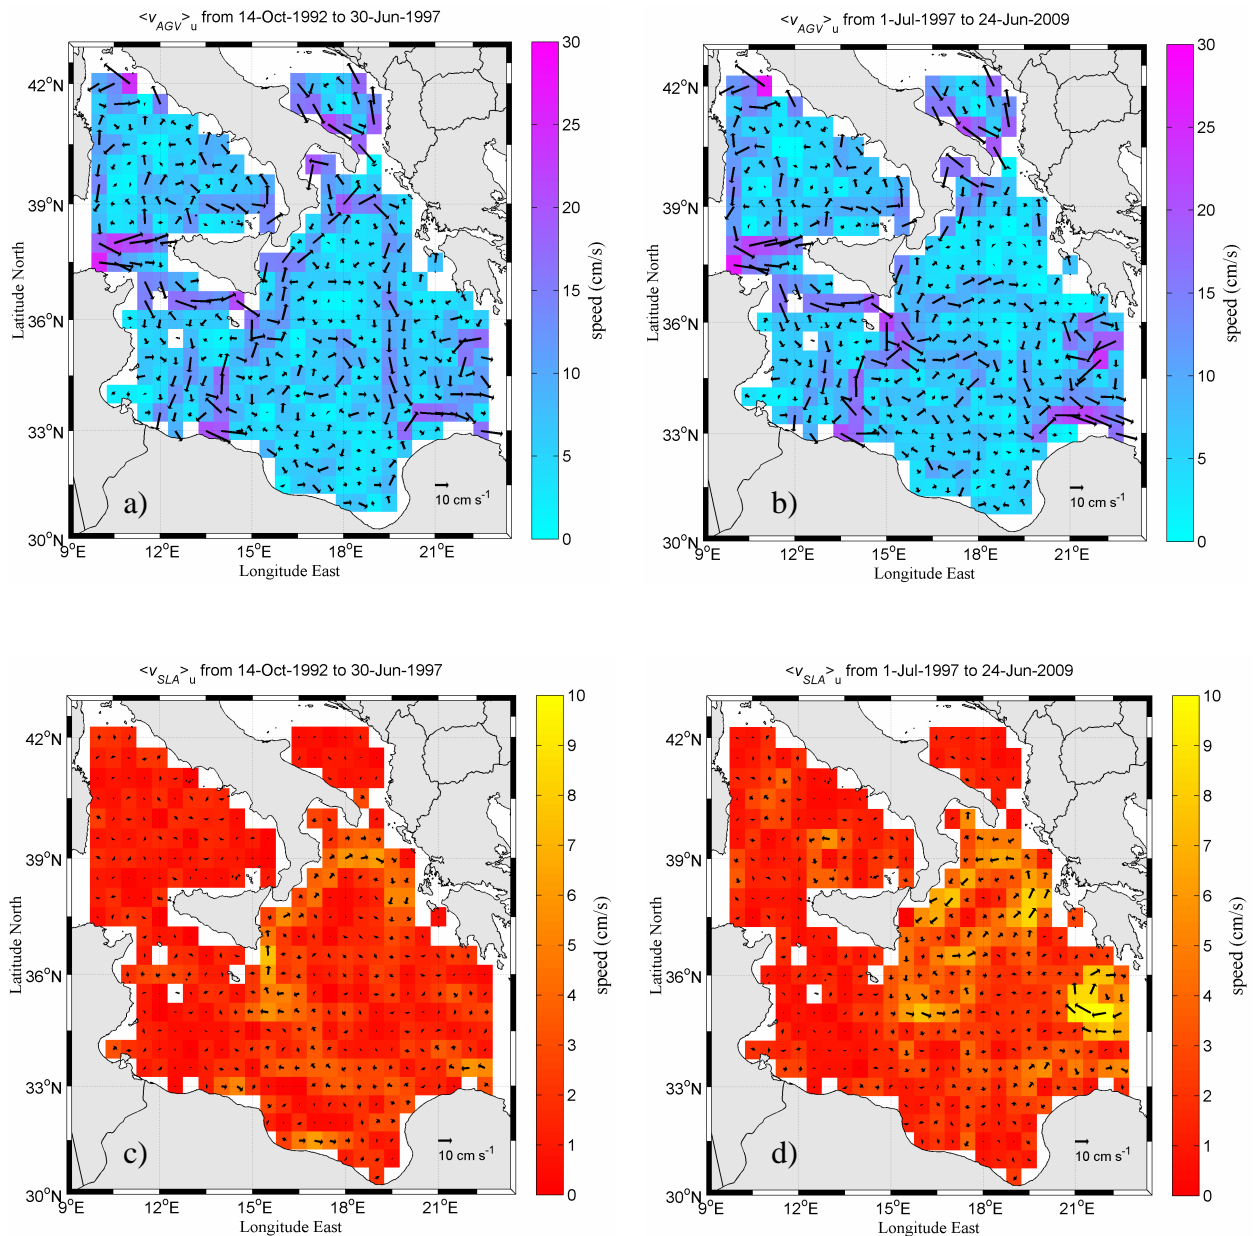 <v_AGV>_u from 14-Oct-1992 to 30-Jun-1997
42°N
39°N
36°N
33°N
30°N
9°E
12°E
15°E
18°E
21°E
Latitude North
Longitude East
a)
10 cm s⁻¹
30
25
20
15
10
5
0
speed (cm/s)
<v_AGV>_u from 1-Jul-1997 to 24-Jun-2009
42°N
39°N
36°N
33°N
30°N
9°E
12°E
15°E
18°E
21°E
Latitude North
Longitude East
b)
10 cm s⁻¹
30
25
20
15
10
5
0
speed (cm/s)
<v_SLA>_u from 14-Oct-1992 to 30-Jun-1997
42°N
39°N
36°N
33°N
30°N
9°E
12°E
15°E
18°E
21°E
Latitude North
Longitude East
c)
10 cm s⁻¹
10
9
8
7
6
5
4
3
2
1
0
speed (cm/s)
<v_SLA>_u from 1-Jul-1997 to 24-Jun-2009
42°N
39°N
36°N
33°N
30°N
9°E
12°E
15°E
18°E
21°E
Latitude North
Longitude East
d)
10 cm s⁻¹
10
9
8
7
6
5
4
3
2
1
0
speed (cm/s)